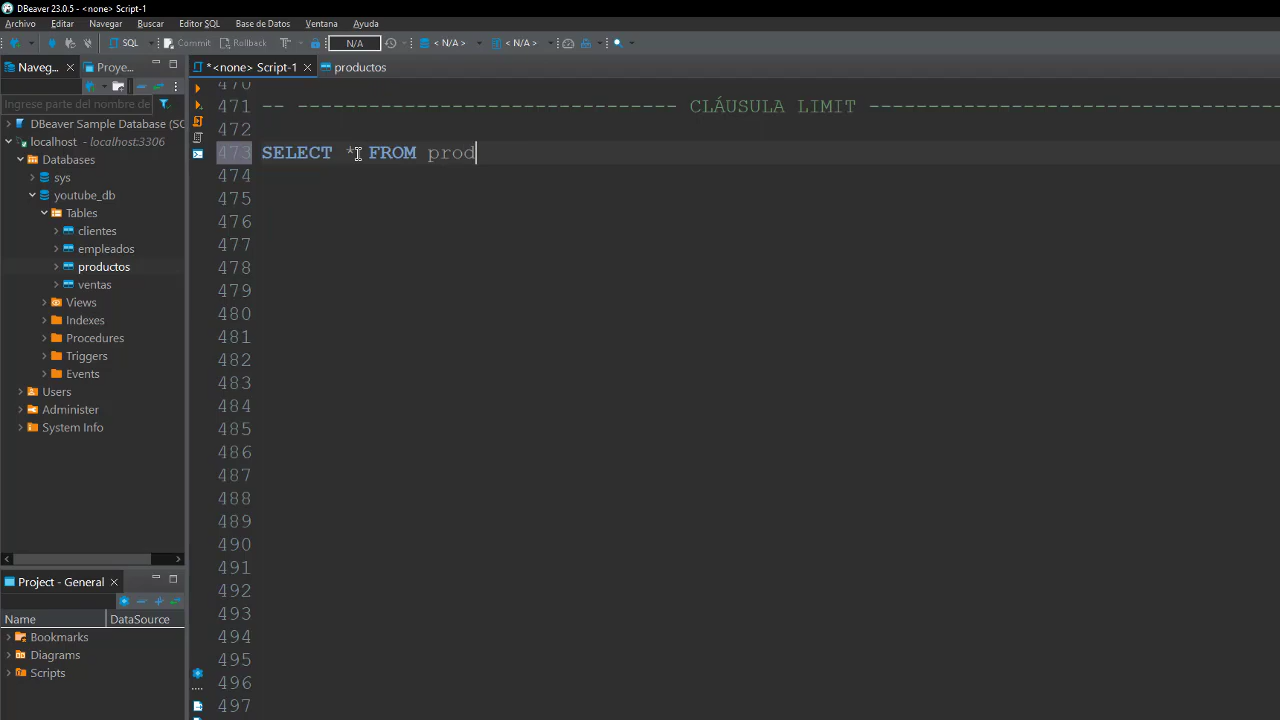 DBeaver 23.0.5 - <none> Script-1
Archivo Editar Navegar Buscar Editor SQL Base de Datos Ventana Ayuda
SQL Commit Rollback N/A < N/A > < N/A >
Naveg... Proye... *<none> Script-1 productos
Ingrese parte del nombre de
DBeaver Sample Database (SC
localhost - localhost:3306
Databases
sys
youtube_db
Tables
clientes
empleados
productos
ventas
Views
Indexes
Procedures
Triggers
Events
Users
Administer
System Info
Project - General
Name DataSource
Bookmarks
Diagrams
Scripts
470
471 -- -------------------------------- CLÁUSULA LIMIT -----------------------------------
472
473 SELECT * FROM prod
474
475
476
477
478
479
480
481
482
483
484
485
486
487
488
489
490
491
492
493
494
495
496
497